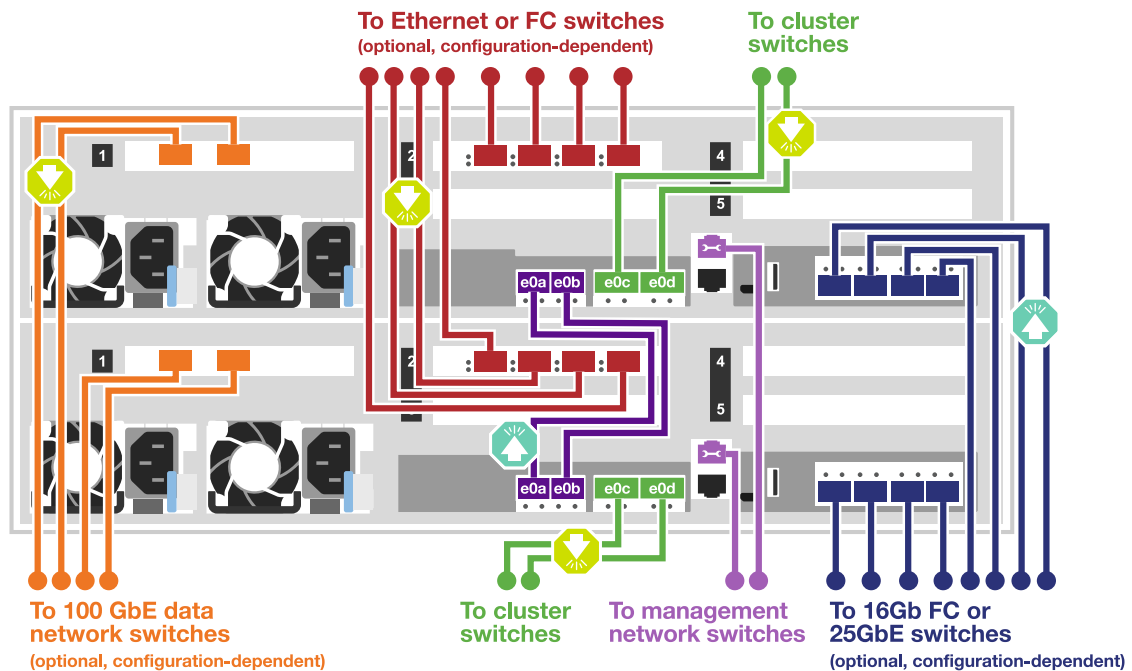 To Ethernet or FC switches
(optional, configuration-dependent)
To cluster
switches
1
2
4
5
e0a e0b e0c e0d
1
2
4
5
e0a e0b e0c e0d
To 100 GbE data
network switches
(optional, configuration-dependent)
To cluster
switches
To management
network switches
To 16Gb FC or
25GbE switches
(optional, configuration-dependent)